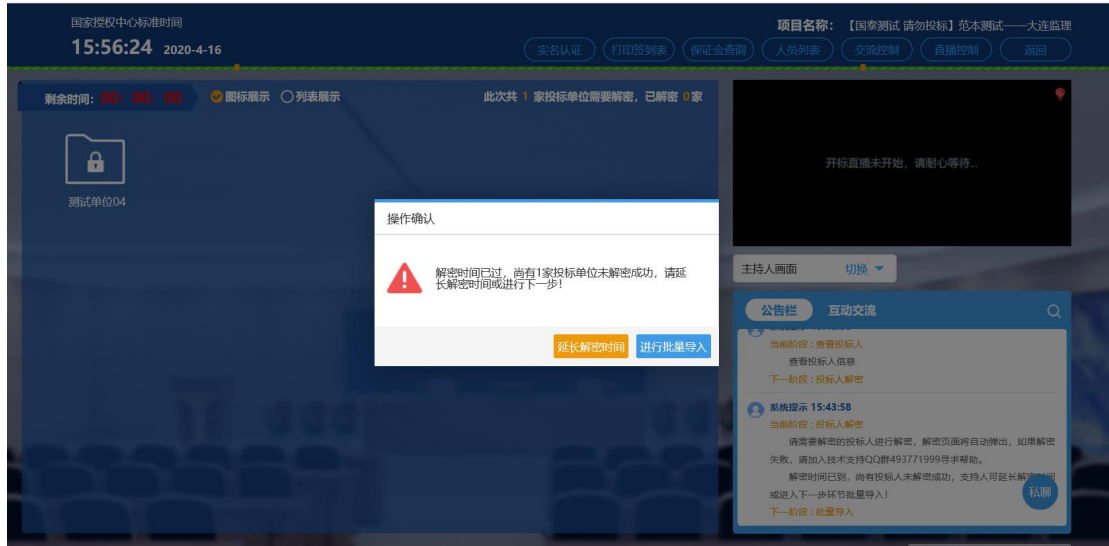 国家授权中心标准时间
15:56:24 2020-4-16
项目名称: 【国泰测试 请勿投标】范本测试——大连监理
实名认证 打印签到表 保证金查询 人员列表 交流控制 直播控制 返回
剩余时间: 00: 00: 00 图标展示 列表展示 此次共 1 家投标单位需要解密，已解密 0家
测试单位04
开标直播未开始，请耐心等待...
操作确认
解密时间已过，尚有1家投标单位未解密成功，请延
长解密时间或进行下一步!
延长解密时间 进行批量导入
主持人画面 切换
公告栏 互动交流
当前阶段 : 查看投标人
查看投标人信息
下一阶段 : 投标人解密
系统提示 15:43:58
当前阶段 : 投标人解密
请需要解密的投标人进行解密，解密页面将自动弹出，如果解密
失败，请加入技术支持QQ群493771999寻求帮助。
解密时间已到，尚有投标人未解密成功，支持人可延长解密时间
或进入下一步环节批量导入!
下一阶段 : 批量导入
私聊